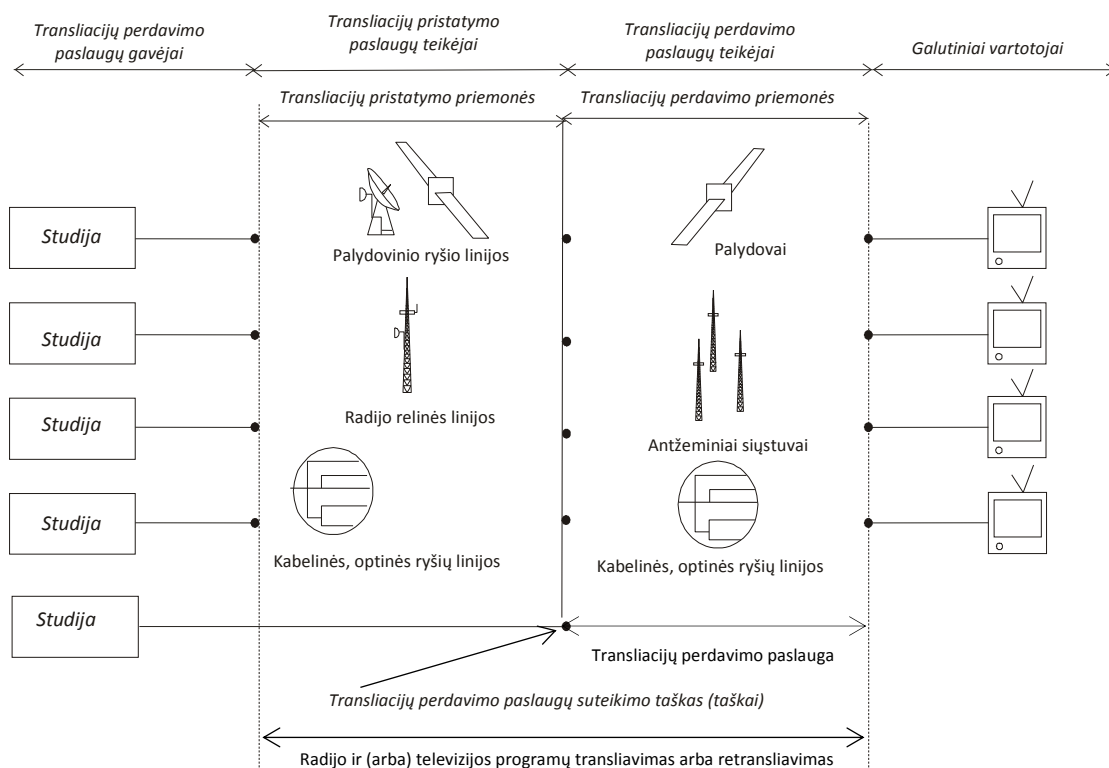 Transliacijų perdavimo
paslaugų gavėjai
Transliacijų pristatymo
paslaugų teikėjai
Transliacijų perdavimo
paslaugų teikėjai
Galutiniai vartotojai
Transliacijų pristatymo priemonės
Transliacijų perdavimo priemonės
Studija
Palydovinio ryšio linijos
Palydovai
Studija
Radijo relinės linijos
Studija
Antžeminiai siųstuvai
Studija
Kabelinės, optinės ryšių linijos
Kabelinės, optinės ryšių linijos
Studija
Transliacijų perdavimo paslauga
Transliacijų perdavimo paslaugų suteikimo taškas (taškai)
Radijo ir (arba) televizijos programų transliavimas arba retransliavimas